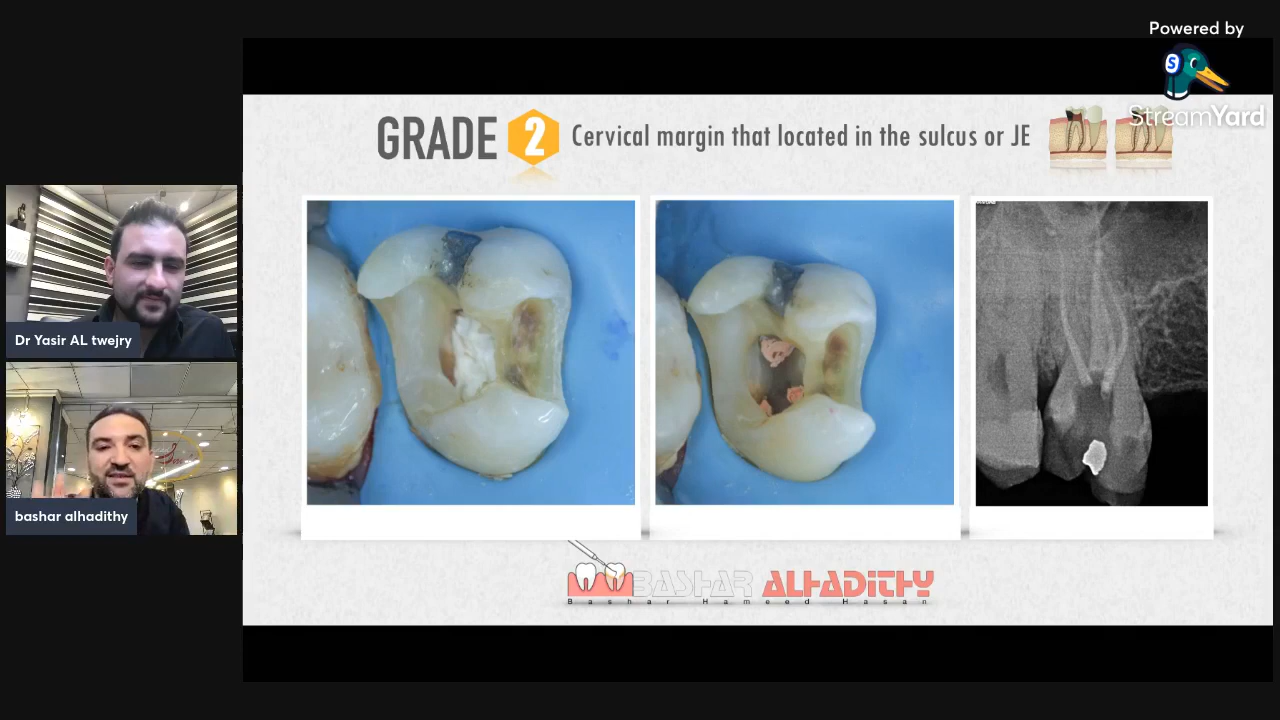 Powered by
StreamYard
GRADE 2 Cervical margin that located in the sulcus or JE
Dr Yasir AL twejry
bashar alhadithy
BASHAR ALHADITHY
Bashar Hameed Hasan